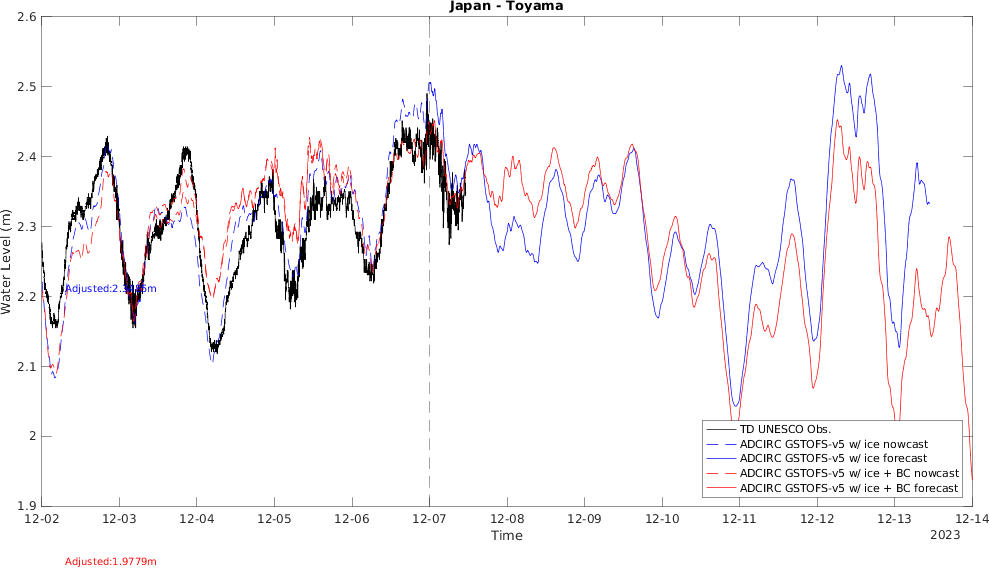 Japan - Toyama
2.6
2.5
2.4
2.3
2.2
2.1
2
1.9
Water Level (m)
12-02 12-03 12-04 12-05 12-06 12-07 12-08 12-09 12-10 12-11 12-12 12-13 12-14
Time
2023
TD UNESCO Obs.
ADCIRC GSTOFS-v5 w/ ice nowcast
ADCIRC GSTOFS-v5 w/ ice forecast
ADCIRC GSTOFS-v5 w/ ice + BC nowcast
ADCIRC GSTOFS-v5 w/ ice + BC forecast
Adjusted:1.9779m